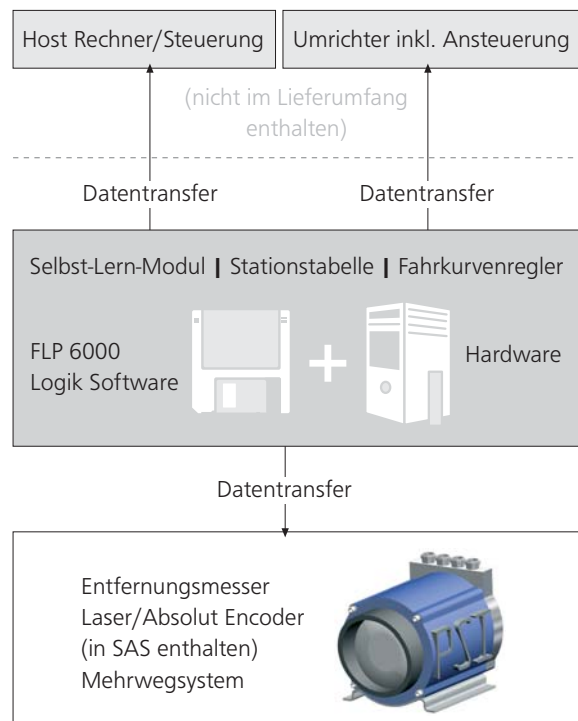 Host Rechner/Steuerung
Umrichter inkl. Ansteuerung
(nicht im Lieferumfang
enthalten)
Datentransfer
Datentransfer
Selbst-Lern-Modul | Stationstabelle | Fahrkurvenregler
FLP 6000
Logik Software
Hardware
Datentransfer
Entfernungsmesser
Laser/Absolut Encoder
(in SAS enthalten)
Mehrwegsystem
PSI